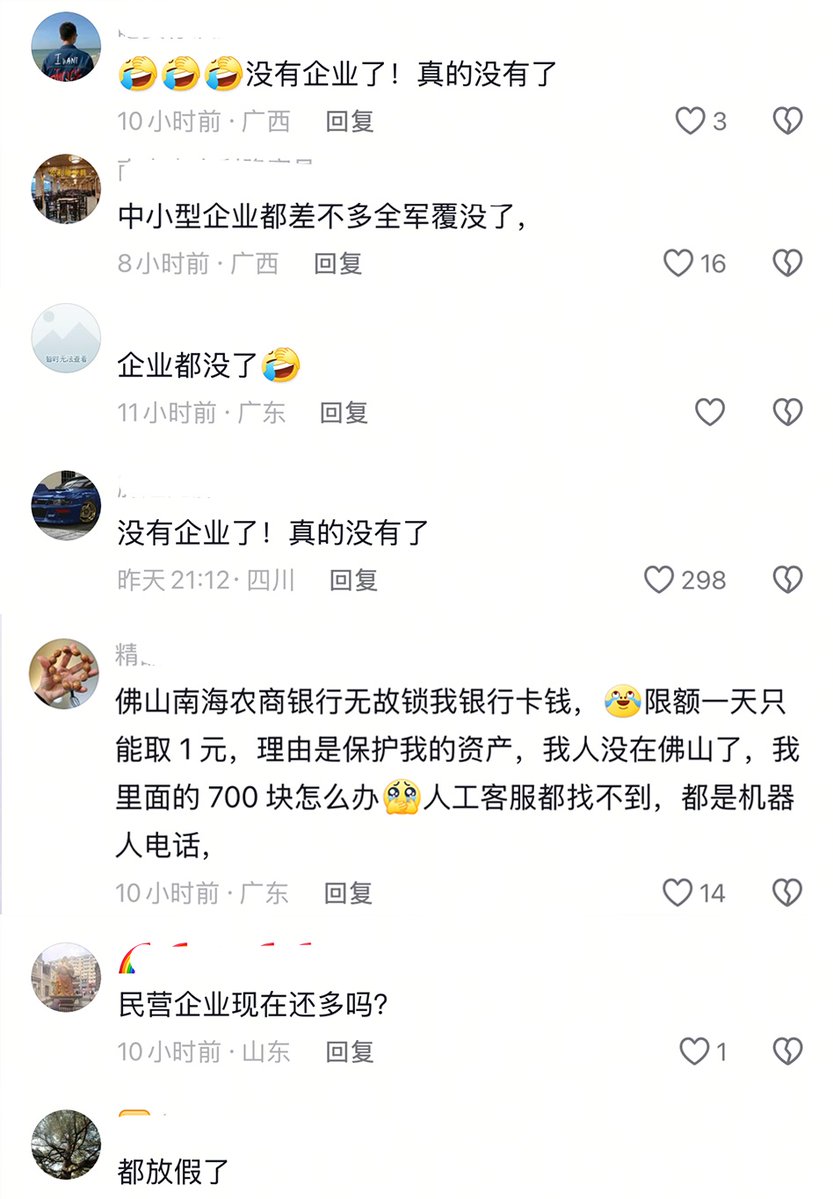 🤣🤣🤣没有企业了！真的没有了
10小时前·广西 回复 3
中小型企业都差不多全军覆没了，
8小时前·广西 回复 16
企业都没了🤣
11小时前·广东 回复
没有企业了！真的没有了
昨天 21:12·四川 回复 298
精
佛山南海农商银行无故锁我银行卡钱，😂限额一天只
能取 1 元，理由是保护我的资产，我人没在佛山了，我
里面的 700 块怎么办🥹人工客服都找不到，都是机器
人电话，
10小时前·广东 回复 14
民营企业现在还多吗？
10小时前·山东 回复 1
都放假了